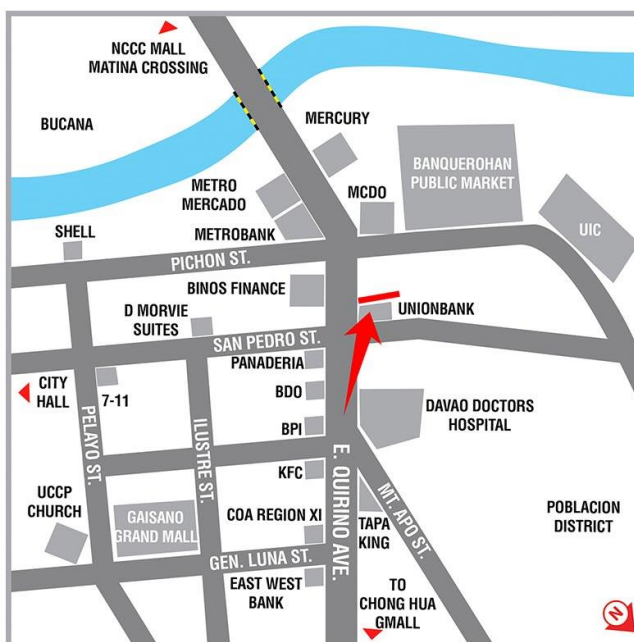 NCCC MALL
MATINA CROSSING
BUCANA
MERCURY
BANQUEROHAN
PUBLIC MARKET
METRO
MERCADO
MCDO
METROBANK
UIC
SHELL
PICHON ST.
BINOS FINANCE
UNIONBANK
D MORVIE
SUITES
SAN PEDRO ST.
PANADERIA
CITY
HALL
7-11
BDO
DAVAO DOCTORS
HOSPITAL
PELAYO ST.
ILUSTRE ST.
BPI
E. QUIRINO AVE.
MT. APO ST.
KFC
UCCP
CHURCH
GAISANO
GRAND MALL
COA REGION XI
TAPA
KING
POBLACION
DISTRICT
GEN. LUNA ST.
EAST WEST
BANK
TO
CHONG HUA
GMALL
N